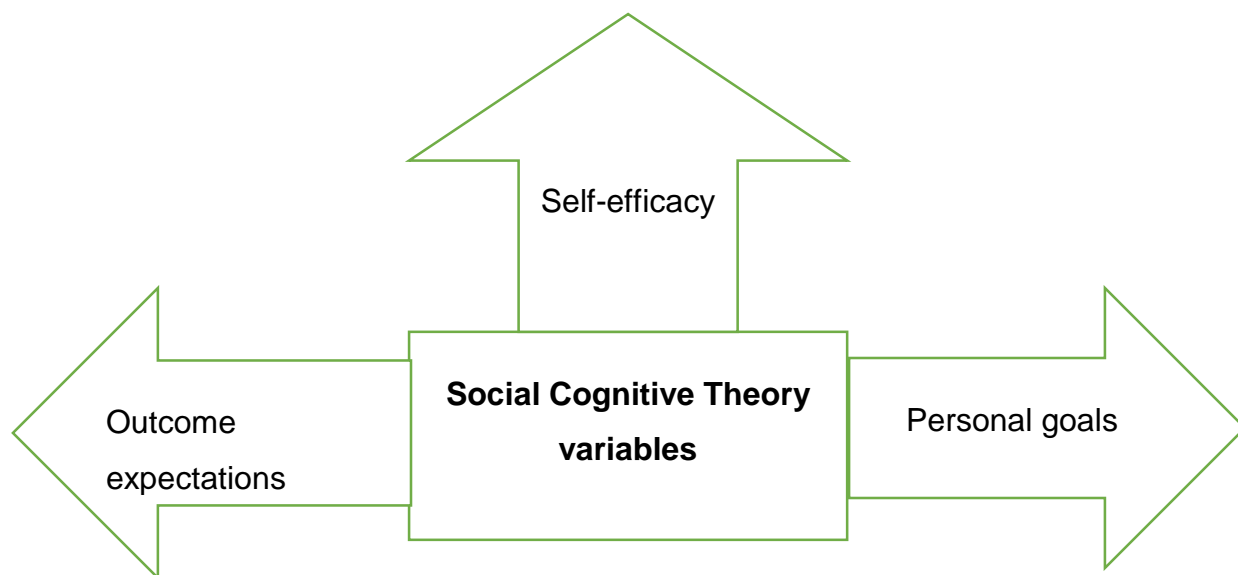 Self-efficacy
Social Cognitive Theory
variables
Outcome
expectations
Personal goals